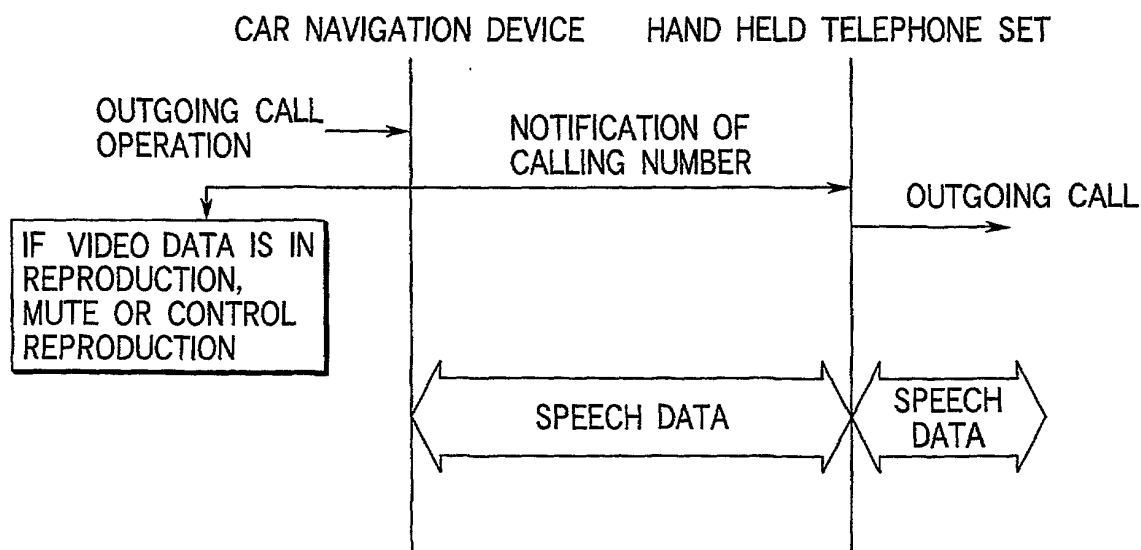 CAR NAVIGATION DEVICE
HAND HELD TELEPHONE SET
OUTGOING CALL
OPERATION
NOTIFICATION OF
CALLING NUMBER
OUTGOING CALL
IF VIDEO DATA IS IN
REPRODUCTION,
MUTE OR CONTROL
REPRODUCTION
SPEECH DATA
SPEECH
DATA